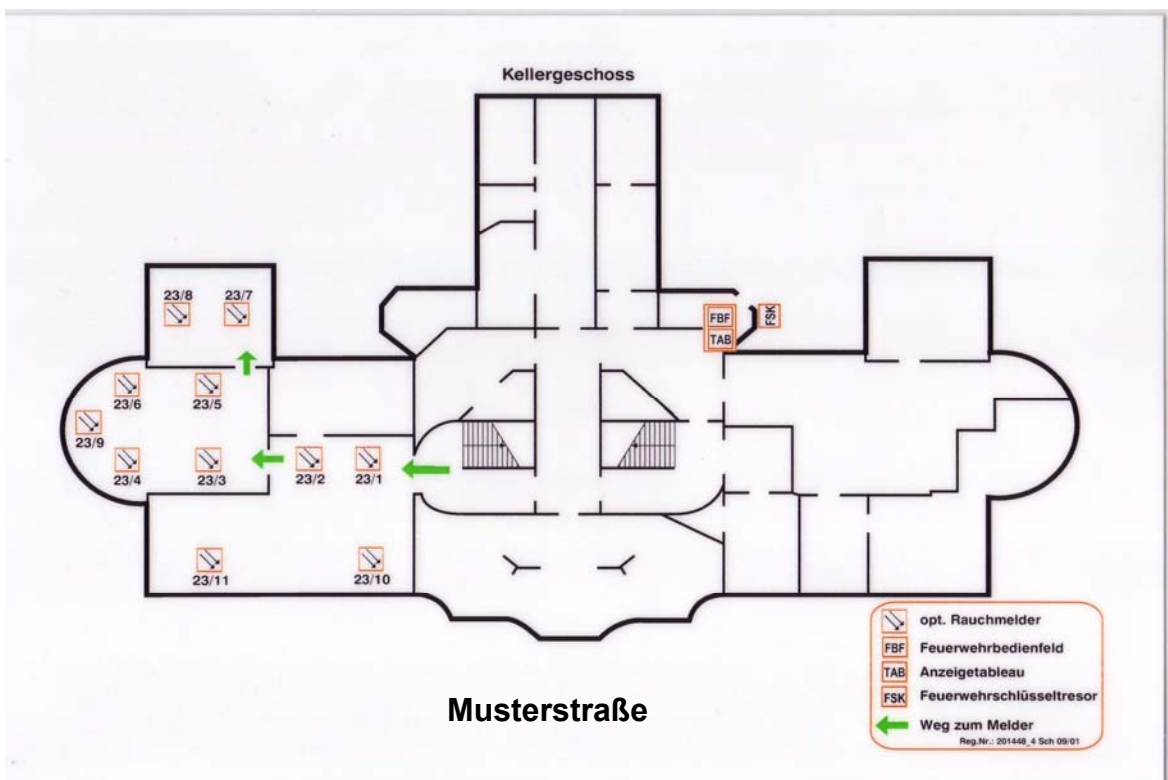 Kellergeschoss
23/8
23/7
FBF
TAB
FSK
23/6
23/5
23/9
23/4
23/3
23/2
23/1
23/11
23/10
opt. Rauchmelder
FBF Feuerwehrbedienfeld
TAB Anzeigetableau
FSK Feuerwehrschlüsseltresor
Weg zum Melder
Reg.Nr.: 201448_4 Sch 09/01
Musterstraße